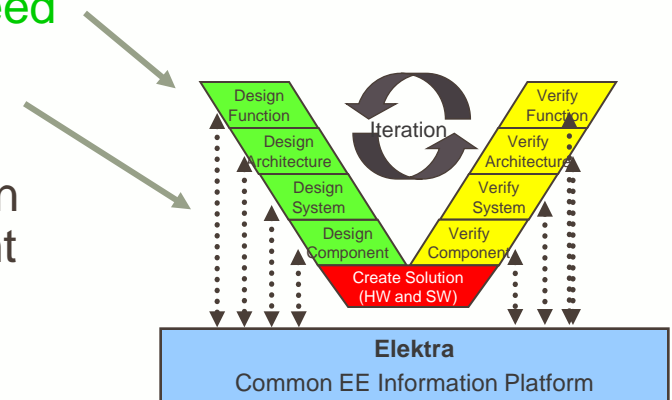 Design
Function
Design
Architecture
Design
System
Design
Component
Iteration
Verify
Function
Verify
Architecture
Verify
System
Verify
Component
Create Solution
(HW and SW)
Elektra
Common EE Information Platform